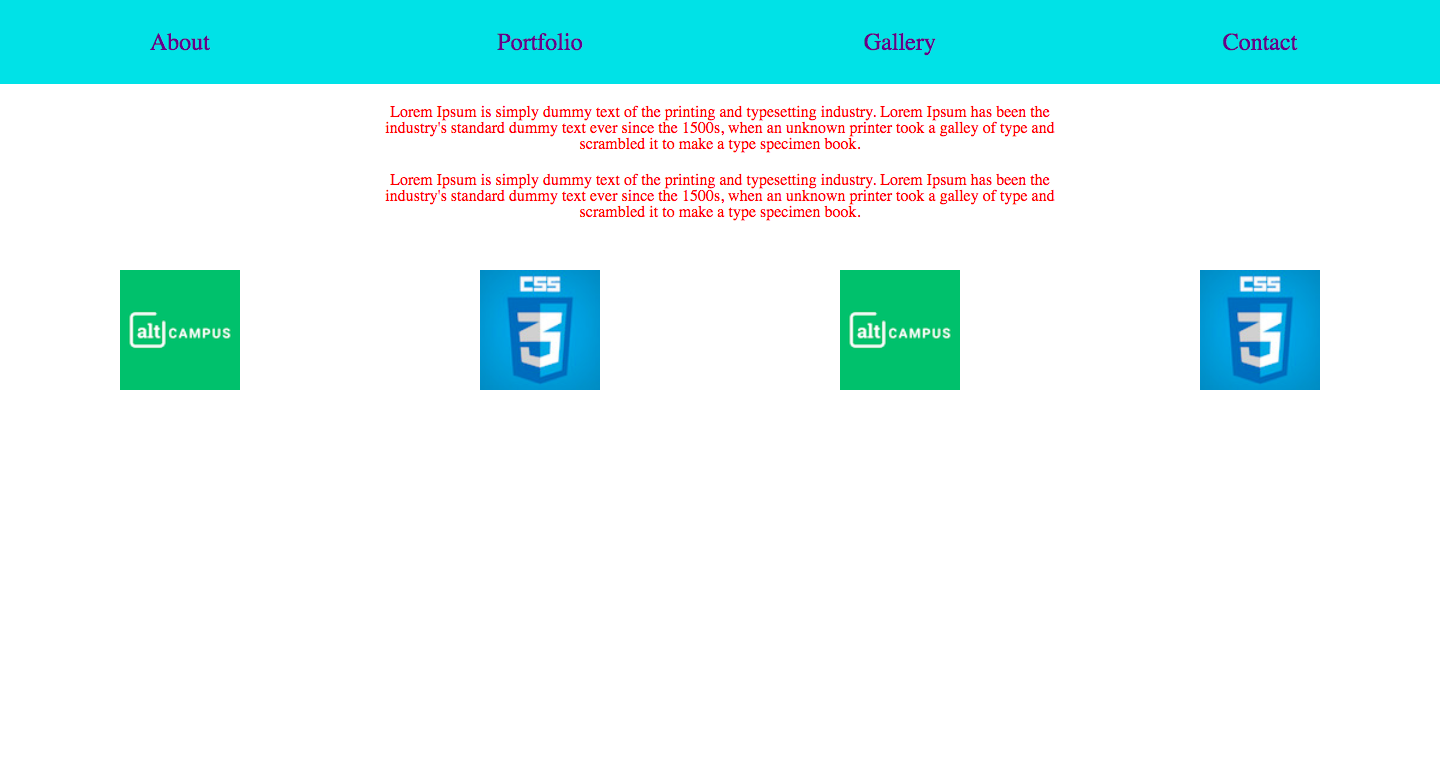 About Portfolio Gallery Contact
Lorem Ipsum is simply dummy text of the printing and typesetting industry. Lorem Ipsum has been the
industry's standard dummy text ever since the 1500s, when an unknown printer took a galley of type and
scrambled it to make a type specimen book.
Lorem Ipsum is simply dummy text of the printing and typesetting industry. Lorem Ipsum has been the
industry's standard dummy text ever since the 1500s, when an unknown printer took a galley of type and
scrambled it to make a type specimen book.
alt CAMPUS
CSS
3
alt CAMPUS
CSS
3